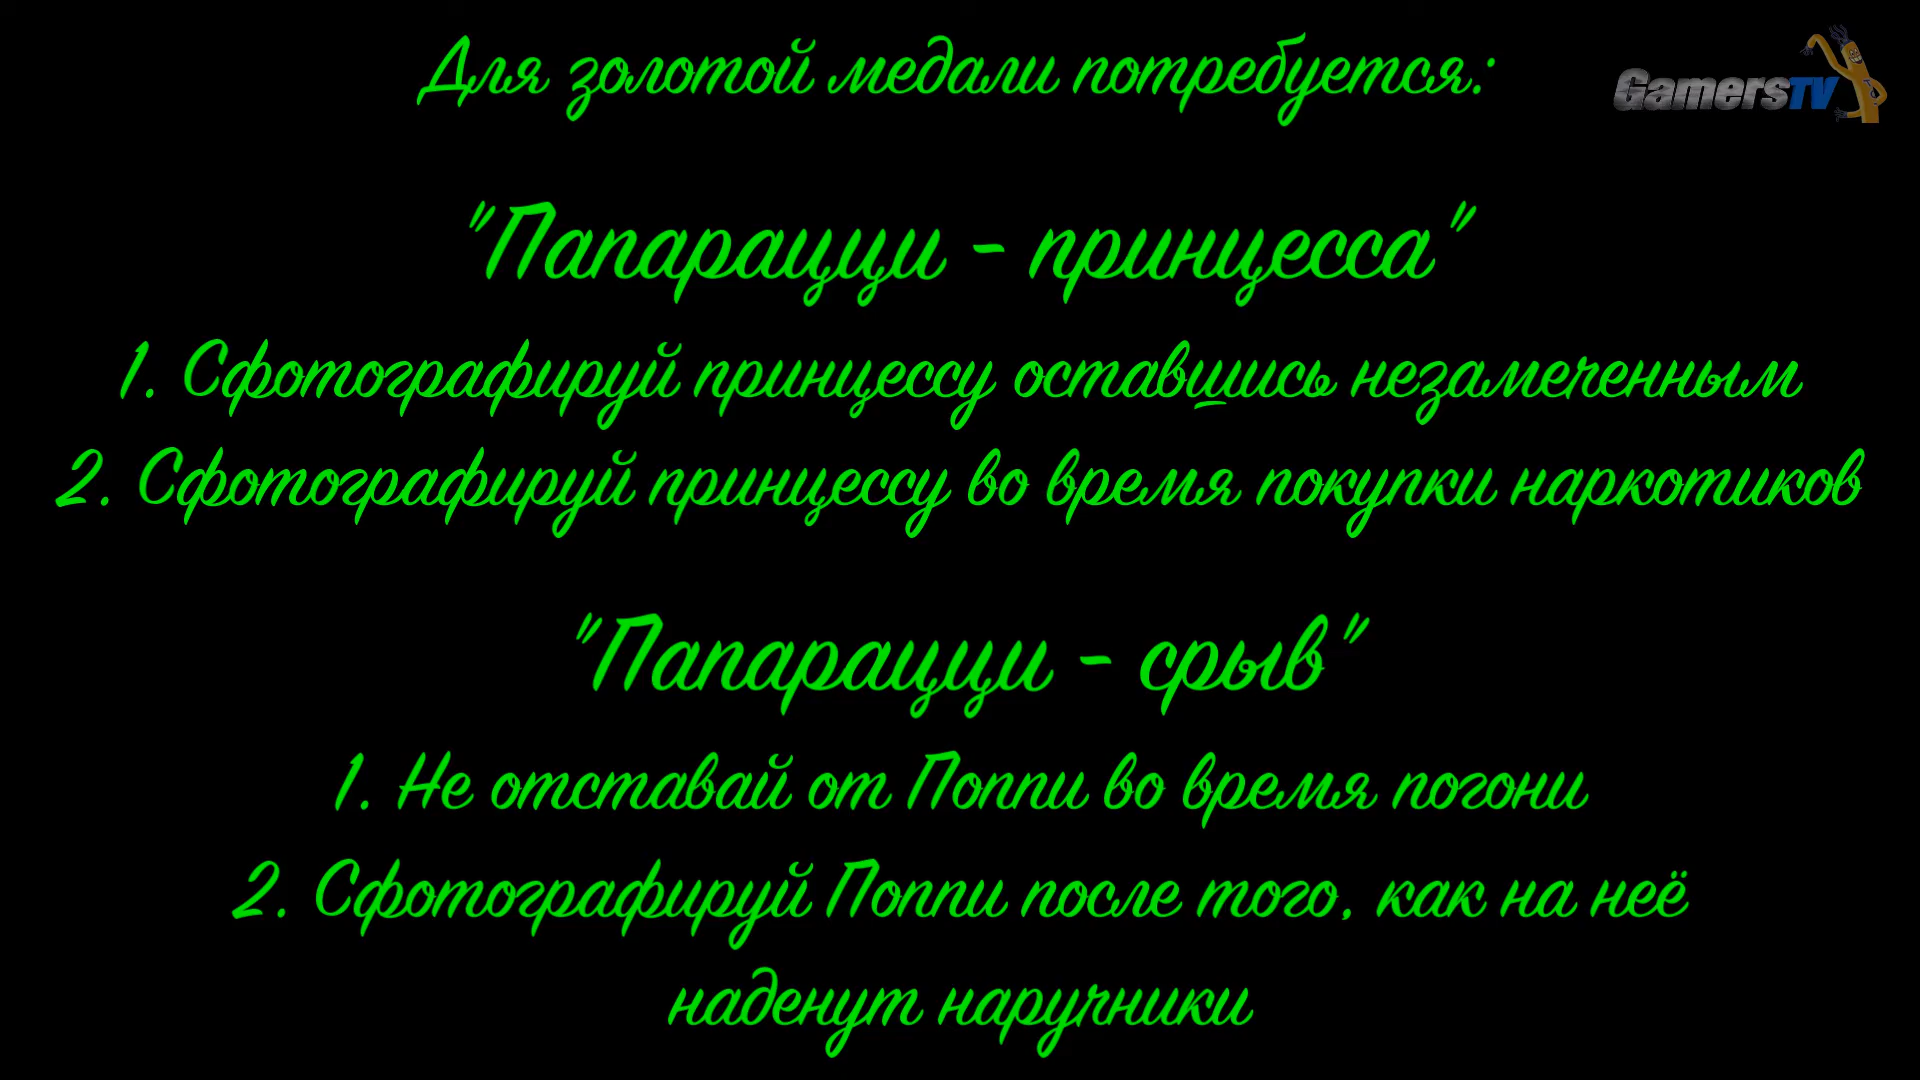 Для золотой медали потребуется:
GamersTV
"Папарацци - принцесса"
1. Сфотографируй принцессу оставшись незамеченным
2. Сфотографируй принцессу во время покупки наркотиков
"Папарацци - срыв"
1. Не отставай от Поппи во время погони
2. Сфотографируй Поппи после того, как на неё
наденут наручники